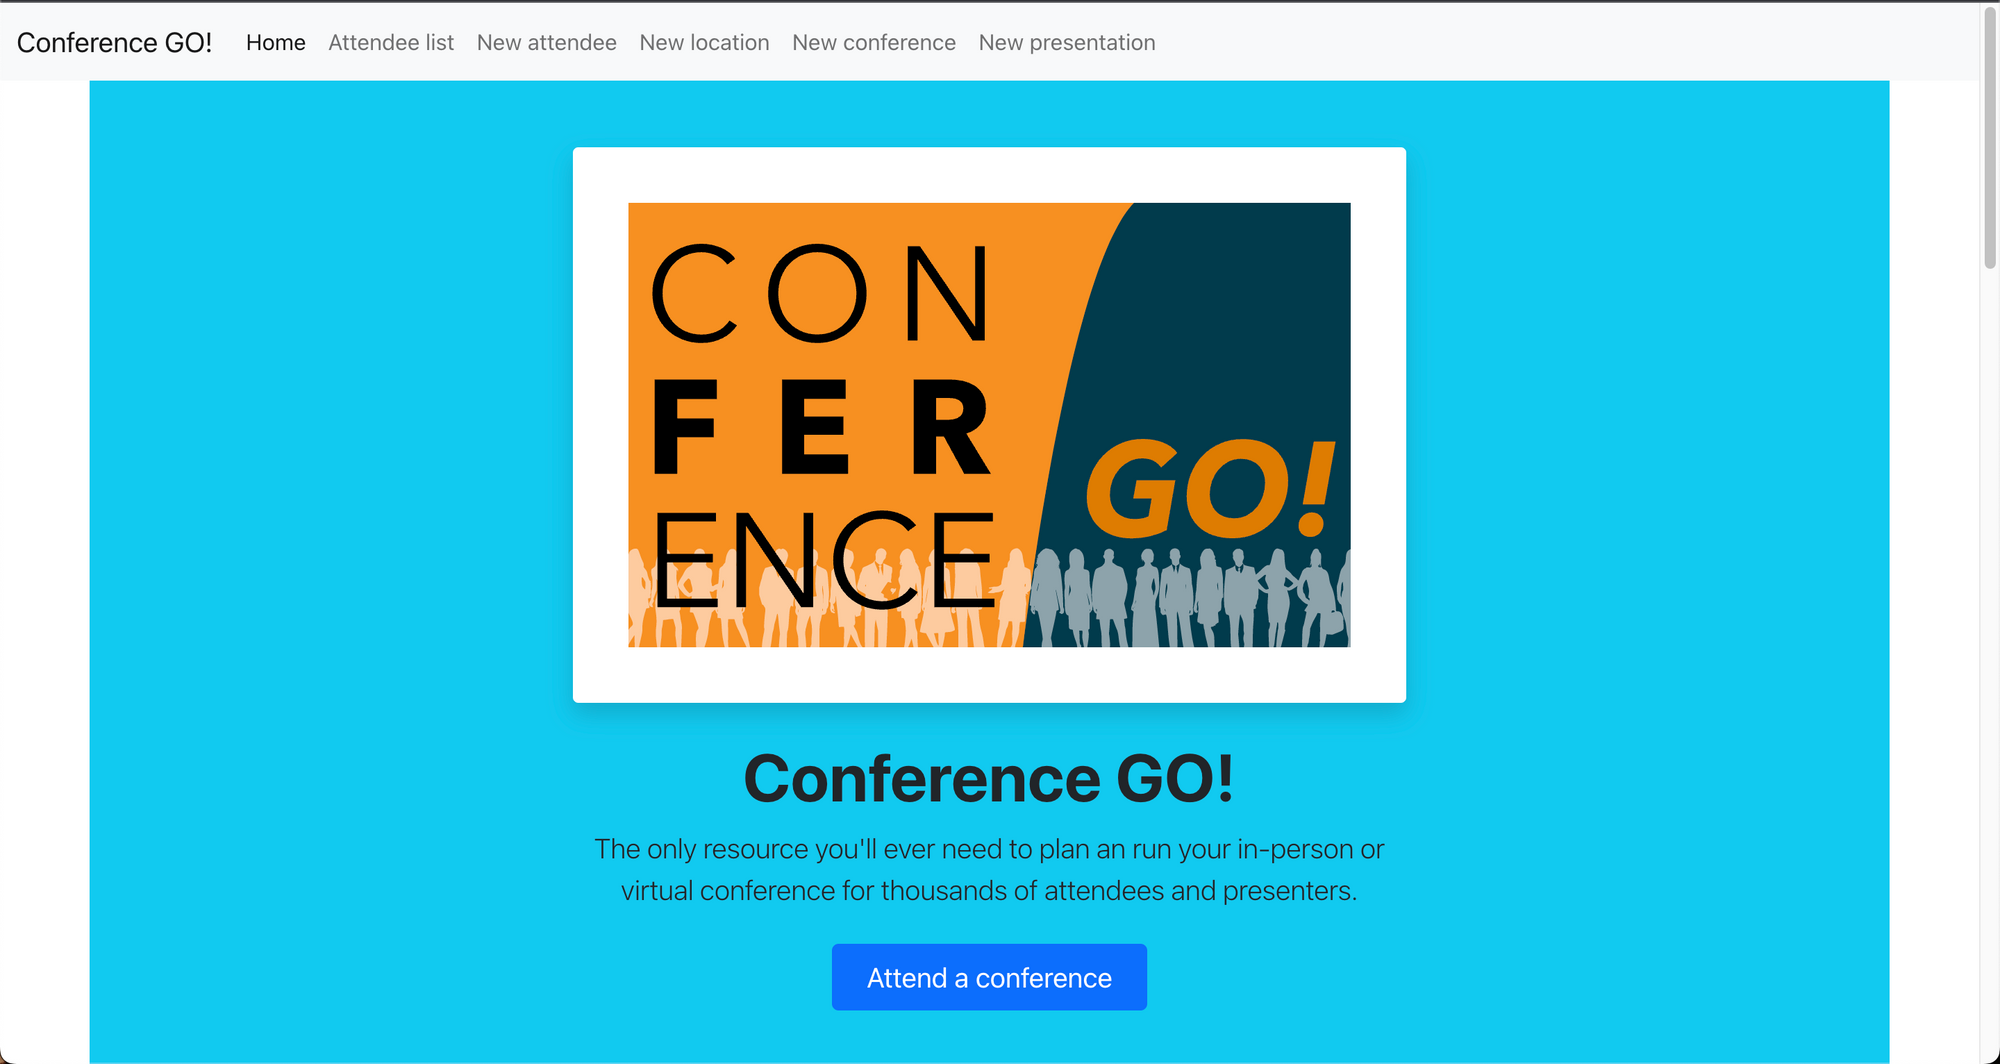 Conference GO! Home Attendee list New attendee New location New conference New presentation
CON
FER
ENCE
GO!
Conference GO!
The only resource you'll ever need to plan an run your in-person or
virtual conference for thousands of attendees and presenters.
Attend a conference